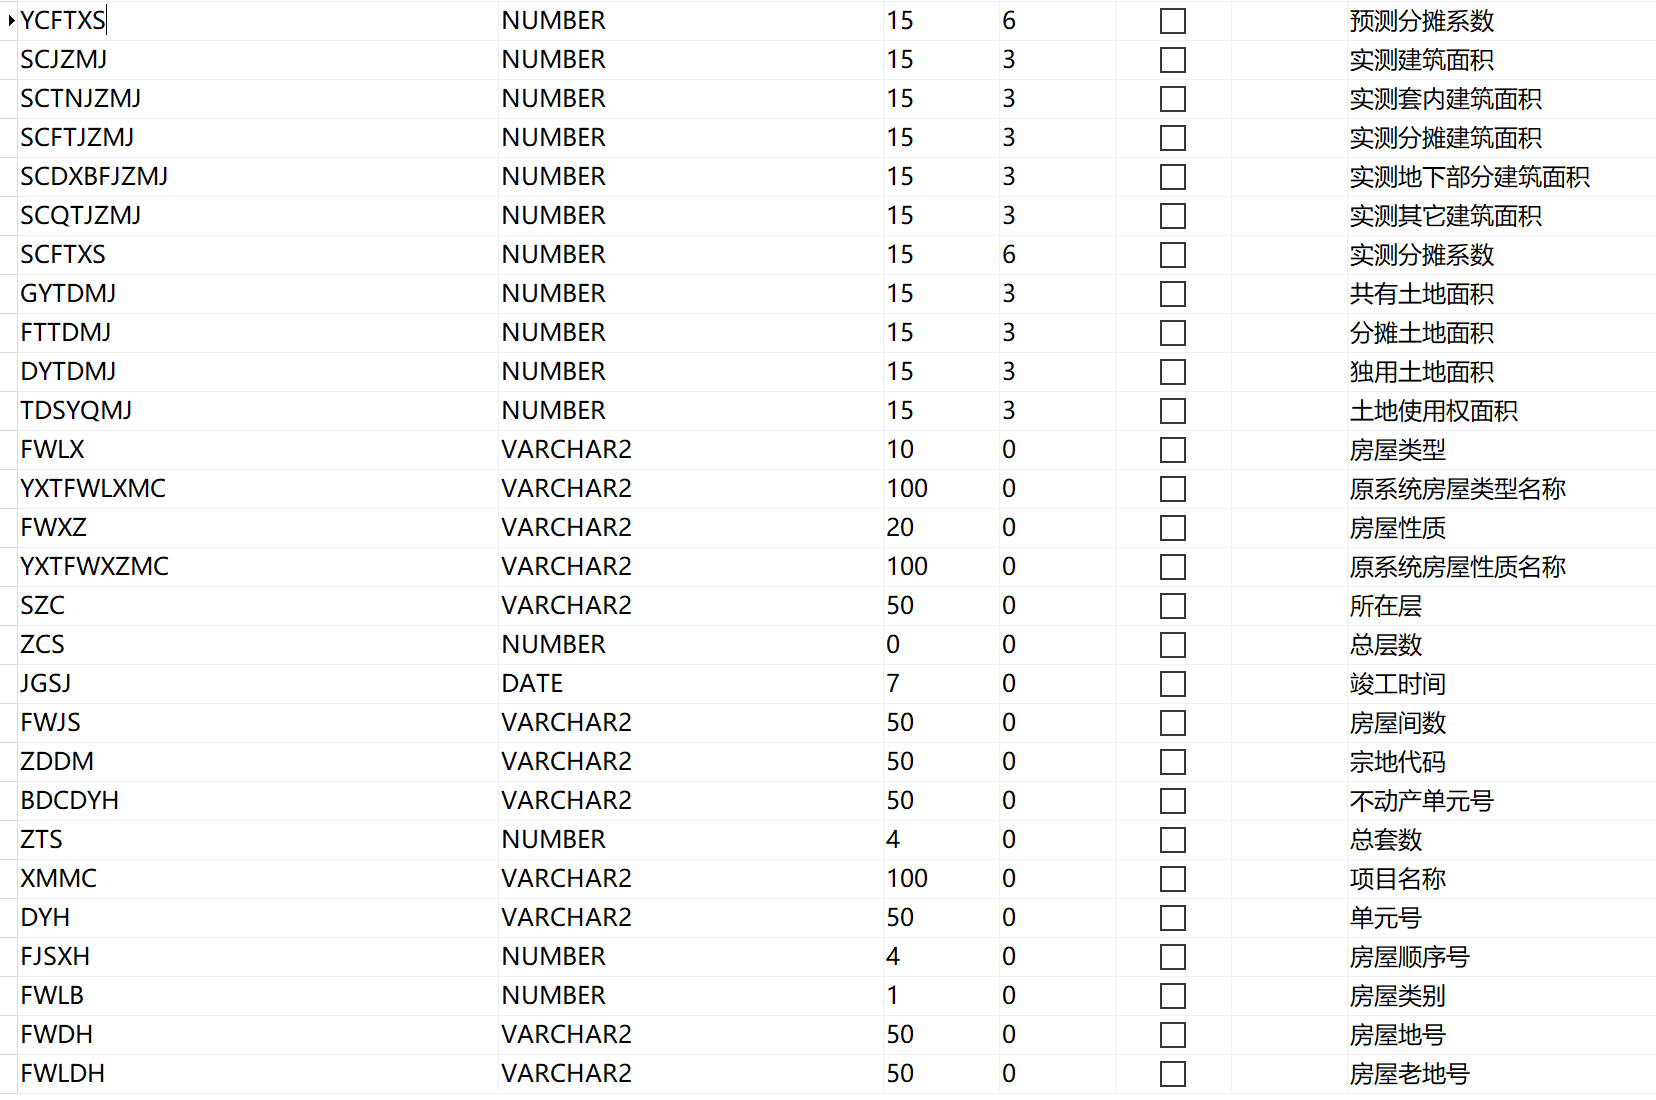 YCFTXS NUMBER 15 6 预测分摊系数
SCJZMJ NUMBER 15 3 实测建筑面积
SCTNJZMJ NUMBER 15 3 实测套内建筑面积
SCFTJZMJ NUMBER 15 3 实测分摊建筑面积
SCDXBFJZMJ NUMBER 15 3 实测地下部分建筑面积
SCQTJZMJ NUMBER 15 3 实测其它建筑面积
SCFTXS NUMBER 15 6 实测分摊系数
GYTDMJ NUMBER 15 3 共有土地面积
FTTDMJ NUMBER 15 3 分摊土地面积
DYTDMJ NUMBER 15 3 独用土地面积
TDSYQMJ NUMBER 15 3 土地使用权面积
FWLX VARCHAR2 10 0 房屋类型
YXTFWLXMC VARCHAR2 100 0 原系统房屋类型名称
FWXZ VARCHAR2 20 0 房屋性质
YXTFWXZMC VARCHAR2 100 0 原系统房屋性质名称
SZC VARCHAR2 50 0 所在层
ZCS NUMBER 0 0 总层数
JGSJ DATE 7 0 竣工时间
FWJS VARCHAR2 50 0 房屋间数
ZDDM VARCHAR2 50 0 宗地代码
BDCDYH VARCHAR2 50 0 不动产单元号
ZTS NUMBER 4 0 总套数
XMMC VARCHAR2 100 0 项目名称
DYH VARCHAR2 50 0 单元号
FJSXH NUMBER 4 0 房屋顺序号
FWLB NUMBER 1 0 房屋类别
FWDH VARCHAR2 50 0 房屋地号
FWLDH VARCHAR2 50 0 房屋老地号